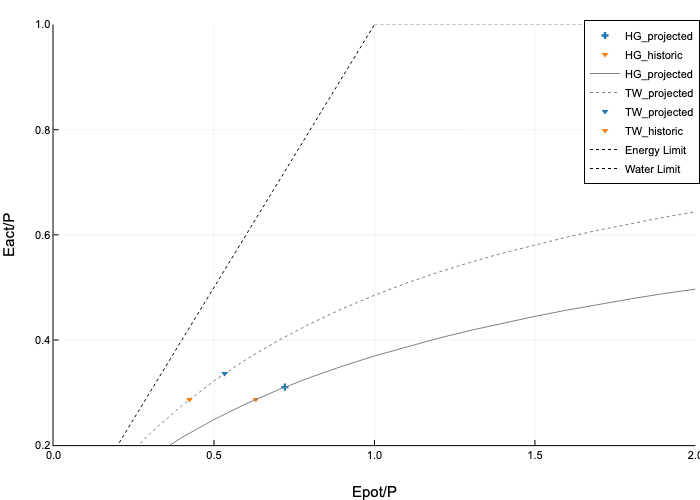 1.0
0.8
0.6
0.4
0.2
Eact/P
0.0
0.5
1.0
1.5
2.0
Epot/P
HG_projected
HG_historic
HG_projected
TW_projected
TW_projected
TW_historic
Energy Limit
Water Limit